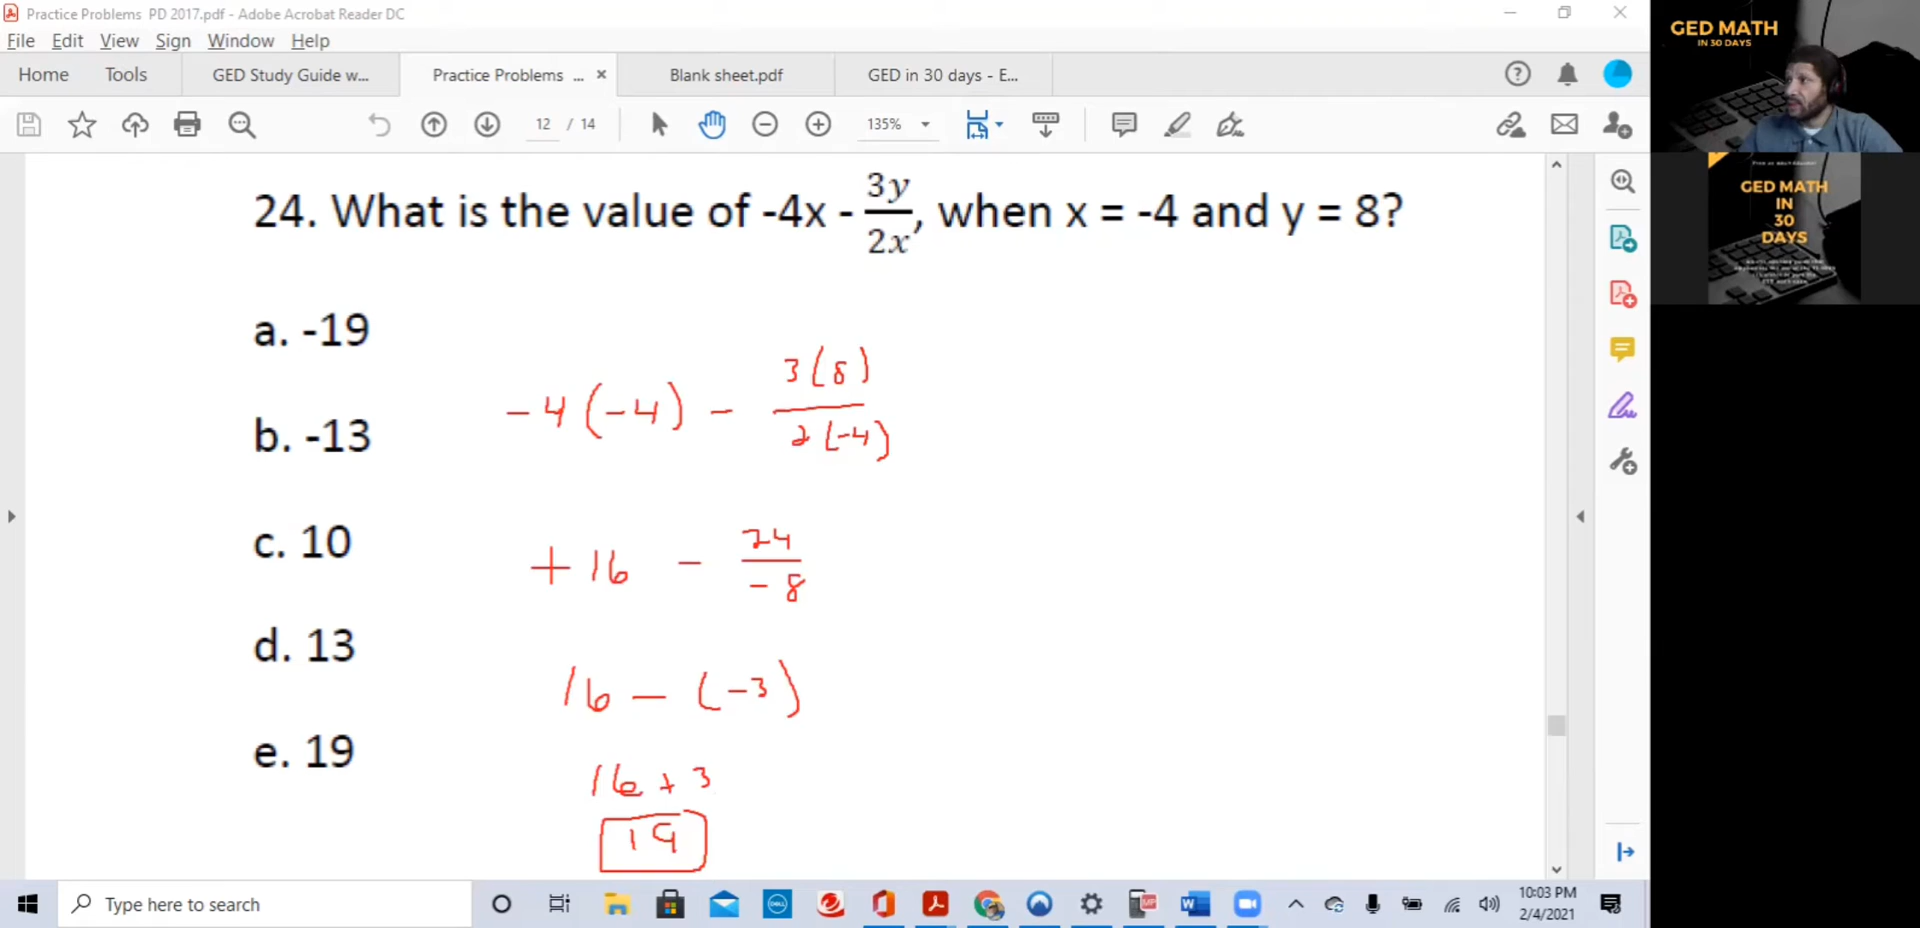 Practice Problems PD 2017.pdf - Adobe Acrobat Reader DC
File Edit View Sign Window Help
Home Tools GED Study Guide w... Practice Problems ... × Blank sheet.pdf GED in 30 days - E...
12 / 14 135%
24. What is the value of -4x - 3y/2x, when x = -4 and y = 8?
a. -19
b. -13
c. 10
d. 13
e. 19
-4(-4) - 3(8)/2(-4)
+16 - 24/-8
16 - (-3)
16 + 3
19
GED MATH
IN 30 DAYS
GED MATH
IN
30
DAYS
Type here to search
DELL
10:03 PM
2/4/2021